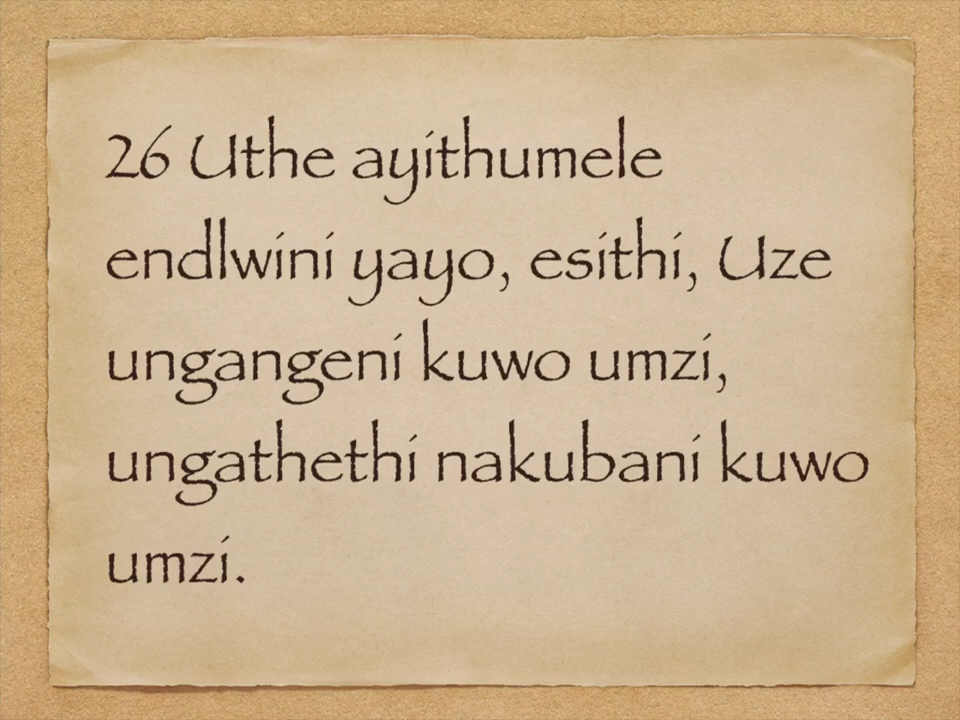 26 Uthe ayithumele
endlwini yayo, esithi, Uze
ungangeni kuwo umzi,
ungathethi nakubani kuwo
umzi.